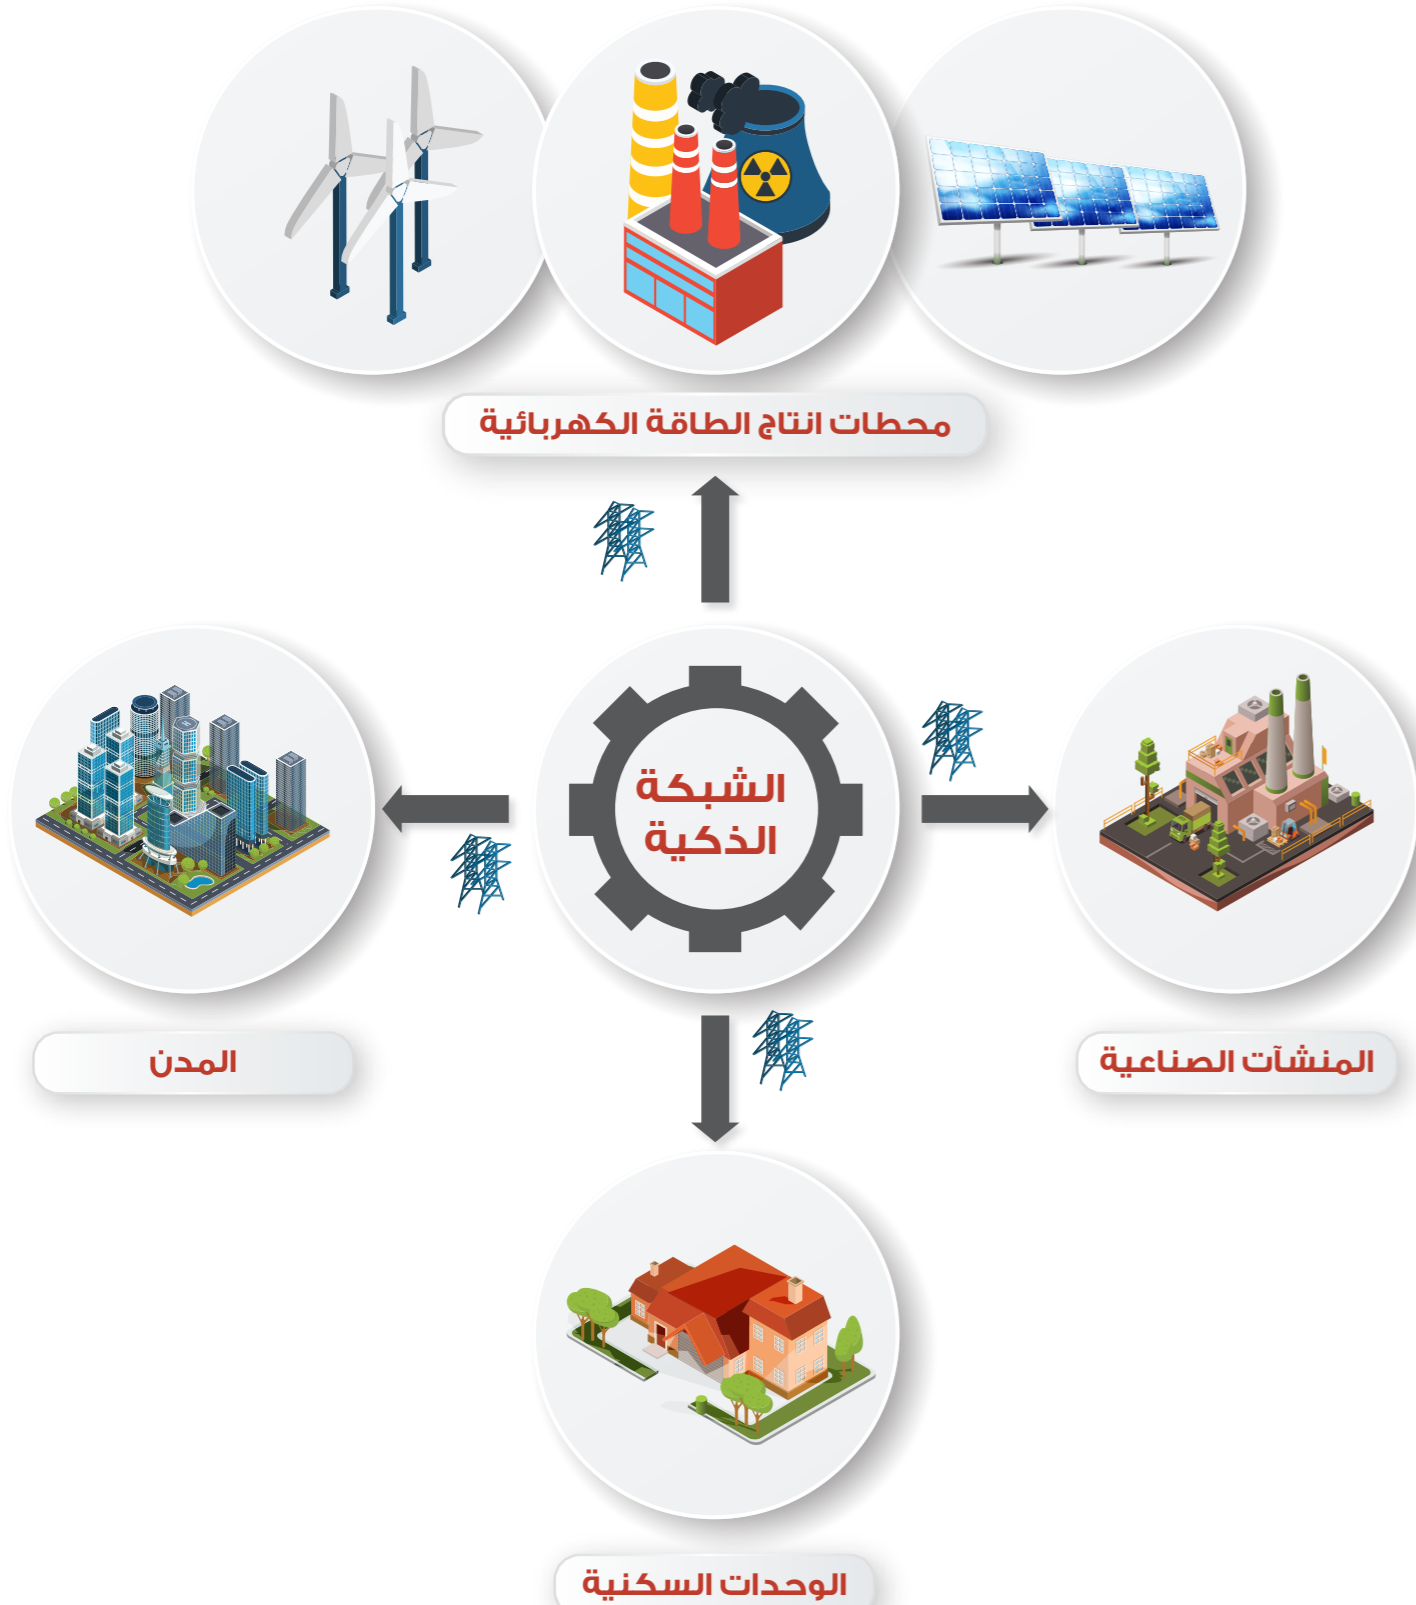 محطات انتاج الطاقة الكهربائية
الشبكة
الذكية
المنشآت الصناعية
المدن
الوحدات السكنية